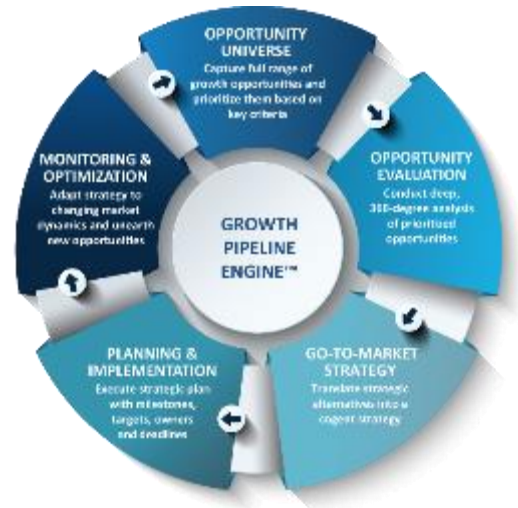 OPPORTUNITY
UNIVERSE
Capture full range of
growth opportunities and
prioritize them based on
key criteria
OPPORTUNITY
EVALUATION
Conduct deep,
360-degree analysis
of prioritized
opportunities
GO-TO-MARKET
STRATEGY
Translate strategic
alternatives into a
cogent strategy
PLANNING &
IMPLEMENTATION
Execute strategic plan
with milestones,
targets, owners
and deadlines
MONITORING &
OPTIMIZATION
Adapt strategy to
changing market
dynamics and unearth
new opportunities
GROWTH
PIPELINE
ENGINE™